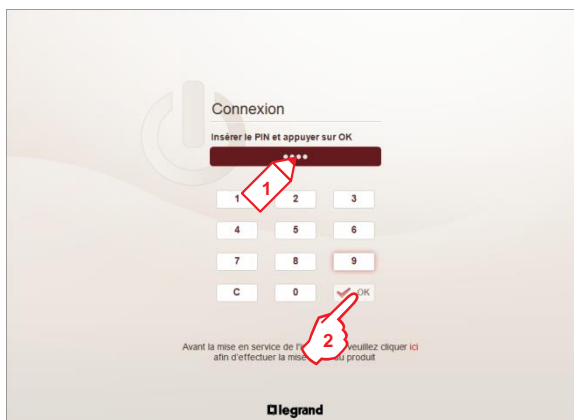 Connexion
Insérer le PIN et appuyer sur OK
1
1 2 3
4 5 6
7 8 9
C 0 OK
2
Avant la mise en service de veuillez cliquer ici
afin d'effectuer la mise du produit
legrand